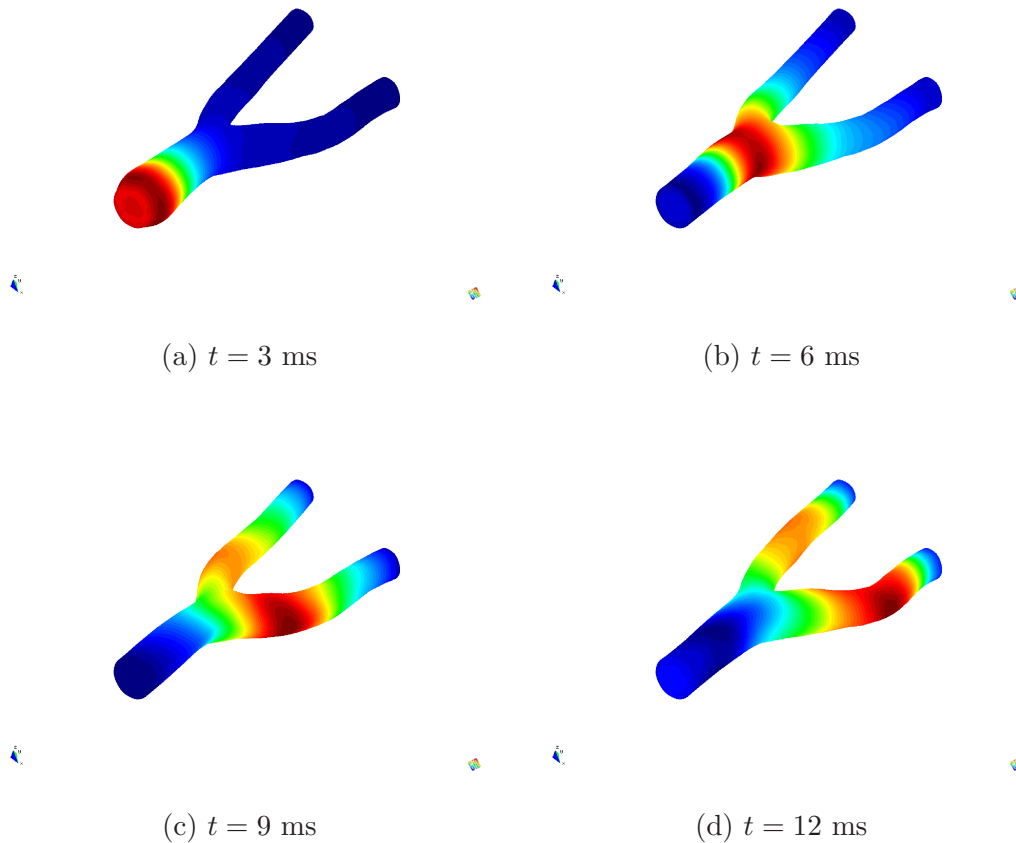 (a) t = 3 ms
(b) t = 6 ms
(c) t = 9 ms
(d) t = 12 ms